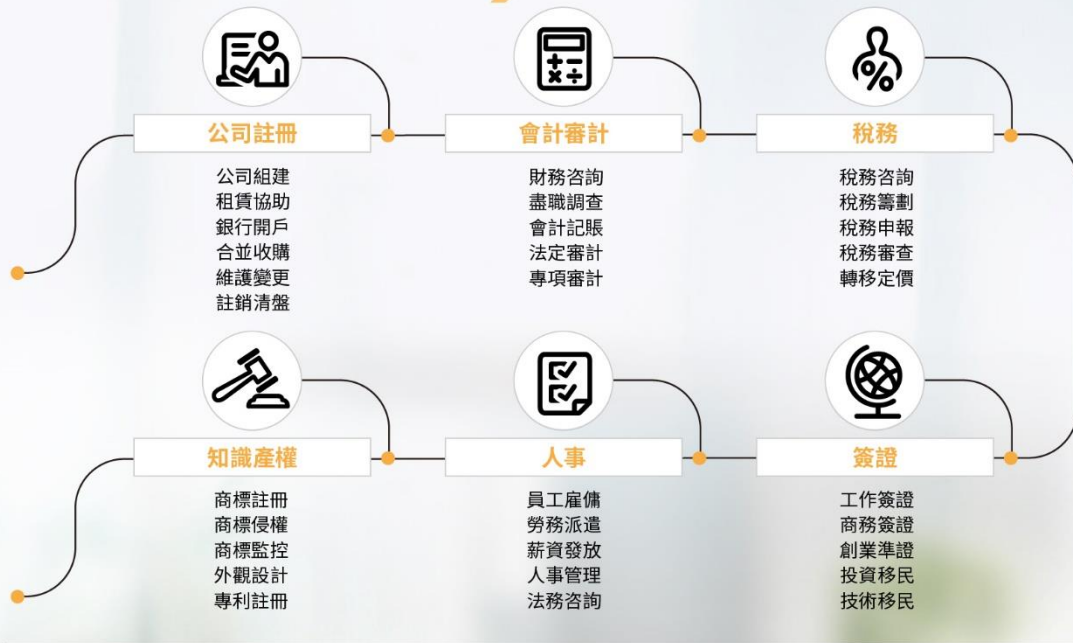 公司註冊
公司組建
租賃協助
銀行開戶
合並收購
維護變更
註銷清盤
會計審計
財務咨詢
盡職調查
會計記賬
法定審計
專項審計
稅務
稅務咨詢
稅務籌劃
稅務申報
稅務審查
轉移定價
知識產權
商標註冊
商標侵權
商標監控
外觀設計
專利註冊
人事
員工雇傭
勞務派遣
薪資發放
人事管理
法務咨詢
簽證
工作簽證
商務簽證
創業準證
投資移民
技術移民